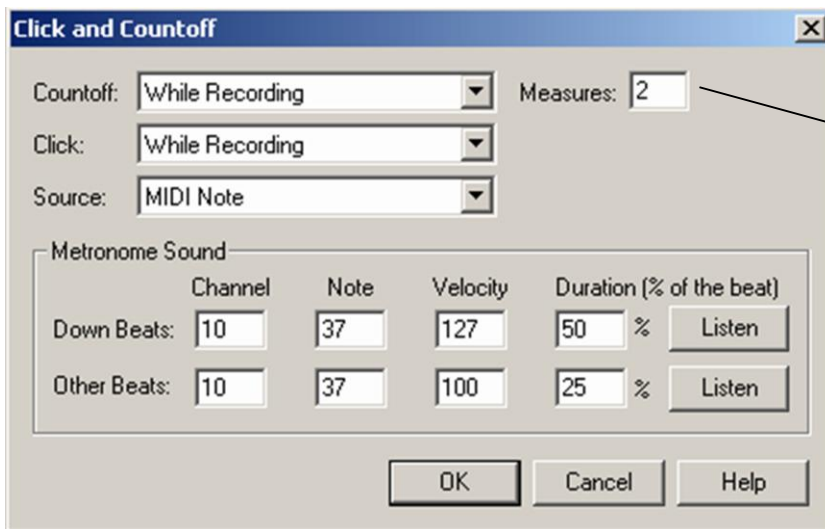 Click and Countoff
Countoff: While Recording Measures: 2
Click: While Recording
Source: MIDI Note
Metronome Sound
Channel Note Velocity Duration (% of the beat)
Down Beats: 10 37 127 50 % Listen
Other Beats: 10 37 100 25 % Listen
OK Cancel Help